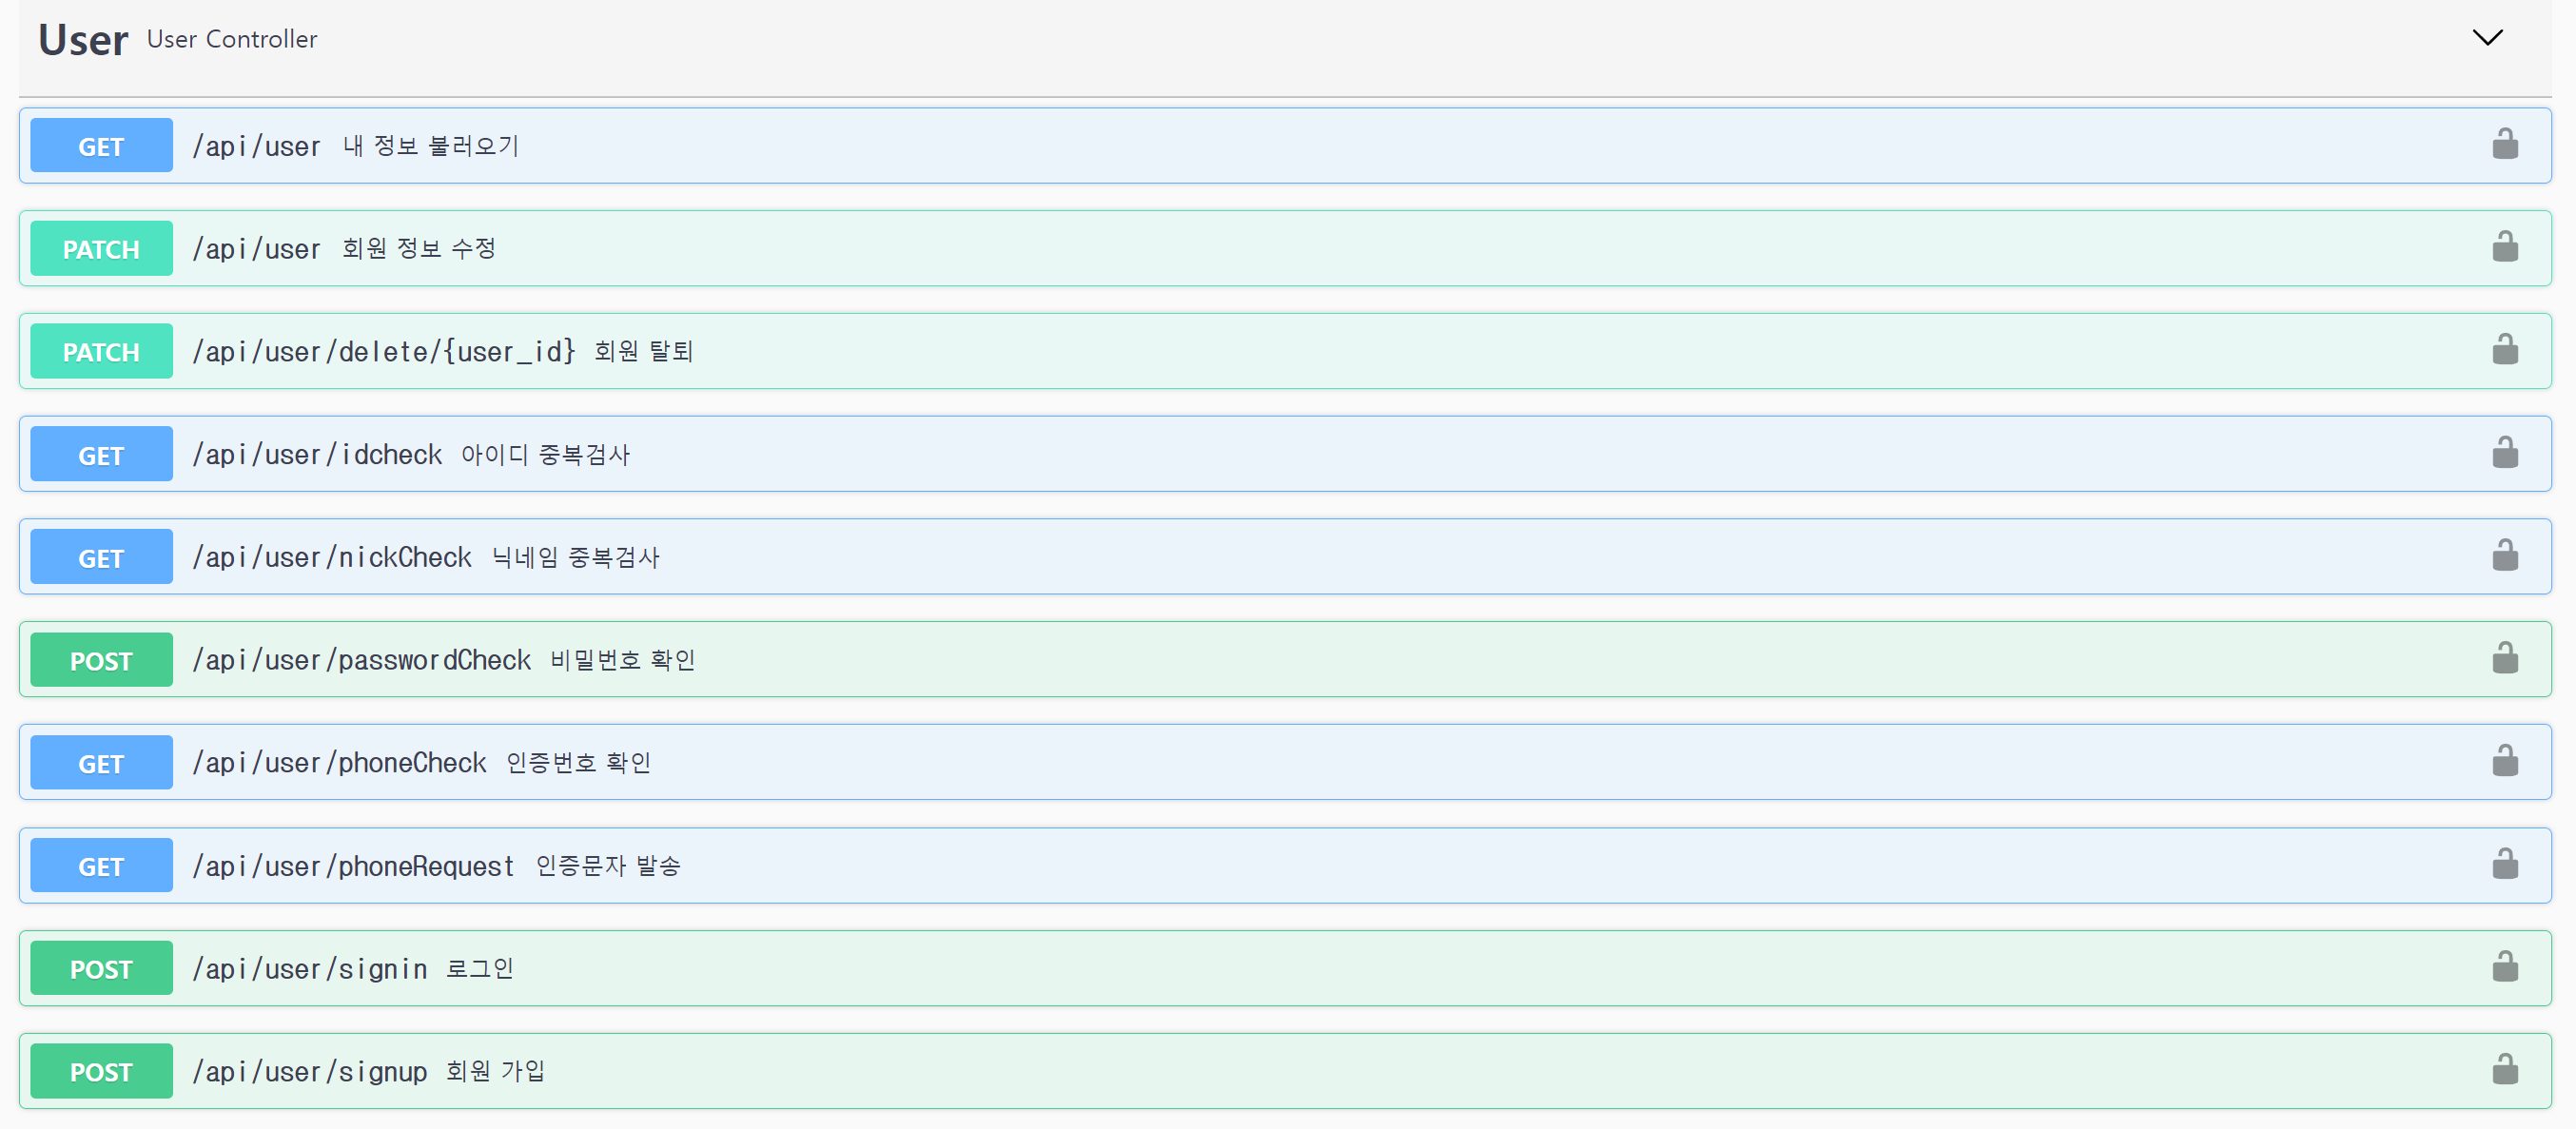 User User Controller
GET /api/user 내 정보 불러오기
PATCH /api/user 회원 정보 수정
PATCH /api/user/delete/{user_id} 회원 탈퇴
GET /api/user/idcheck 아이디 중복검사
GET /api/user/nickCheck 닉네임 중복검사
POST /api/user/passwordCheck 비밀번호 확인
GET /api/user/phoneCheck 인증번호 확인
GET /api/user/phoneRequest 인증문자 발송
POST /api/user/signin 로그인
POST /api/user/signup 회원 가입